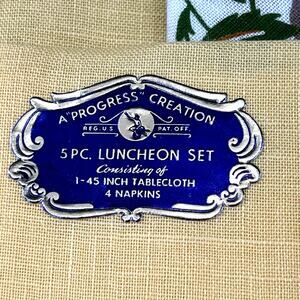 A "PROGRESS" CREATION
REG. U.S. PAT. OFF.
5 PC. LUNCHEON SET
Consisting of
1-45 INCH TABLECLOTH
4 NAPKINS